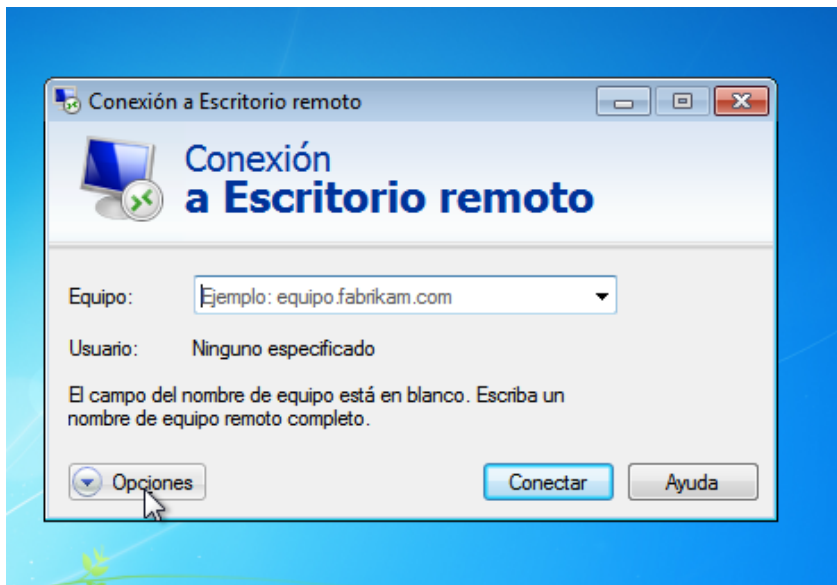 Conexión a Escritorio remoto
Conexión
a Escritorio remoto
Equipo: Ejemplo: equipo.fabrikam.com
Usuario: Ninguno especificado
El campo del nombre de equipo está en blanco. Escriba un
nombre de equipo remoto completo.
Opciones Conectar Ayuda